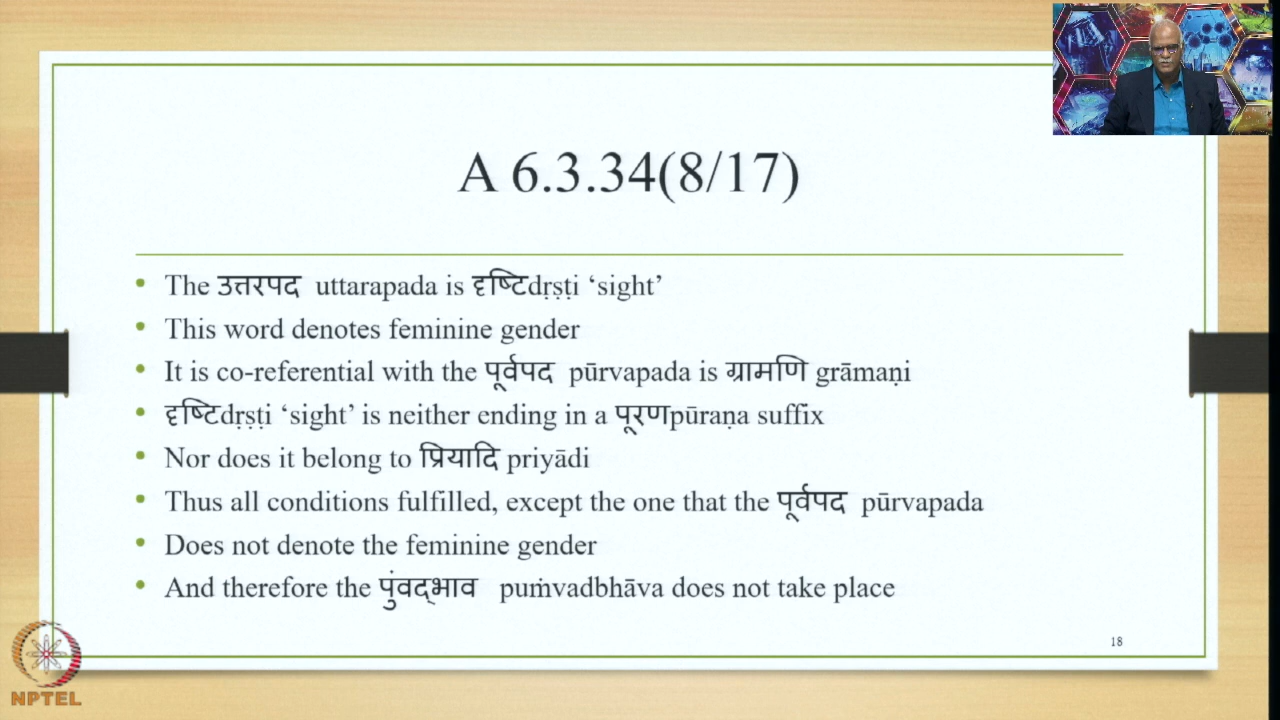 A 6.3.34(8/17)
The उत्तरपद uttarapada is दृष्टिdṛṣṭi ‘sight’
This word denotes feminine gender
It is co-referential with the पूर्वपद pūrvapada is ग्रामणि grāmaṇi
दृष्टिdṛṣṭi ‘sight’ is neither ending in a पूरणpūraṇa suffix
Nor does it belong to प्रियादि priyādi
Thus all conditions fulfilled, except the one that the पूर्वपद pūrvapada
Does not denote the feminine gender
And therefore the पुंवद्भाव puṁvadbhāva does not take place
18
NPTEL